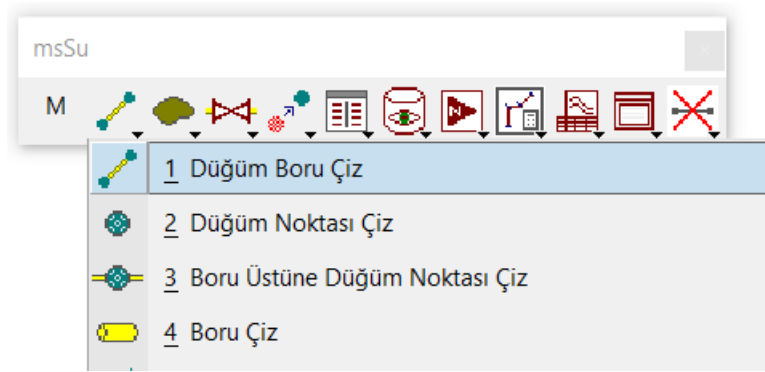 msSu
M
1 Düğüm Boru Çiz
2 Düğüm Noktası Çiz
3 Boru Üstüne Düğüm Noktası Çiz
4 Boru Çiz